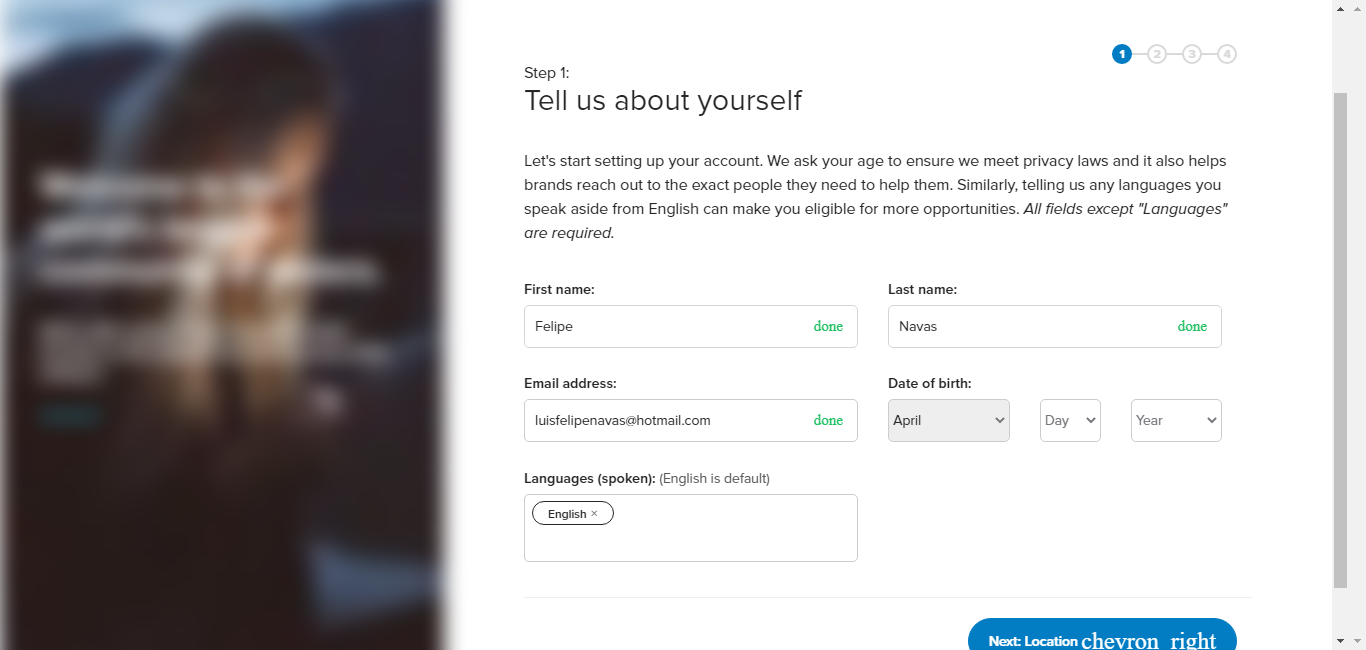 1 2 3 4
Step 1:
Tell us about yourself
Let's start setting up your account. We ask your age to ensure we meet privacy laws and it also helps
brands reach out to the exact people they need to help them. Similarly, telling us any languages you
speak aside from English can make you eligible for more opportunities. All fields except "Languages"
are required.
First name: Last name:
Felipe done Navas done
Email address: Date of birth:
luisfelipenavas@hotmail.com done April Day Year
Languages (spoken): (English is default)
English ×
Next: Location chevron_right